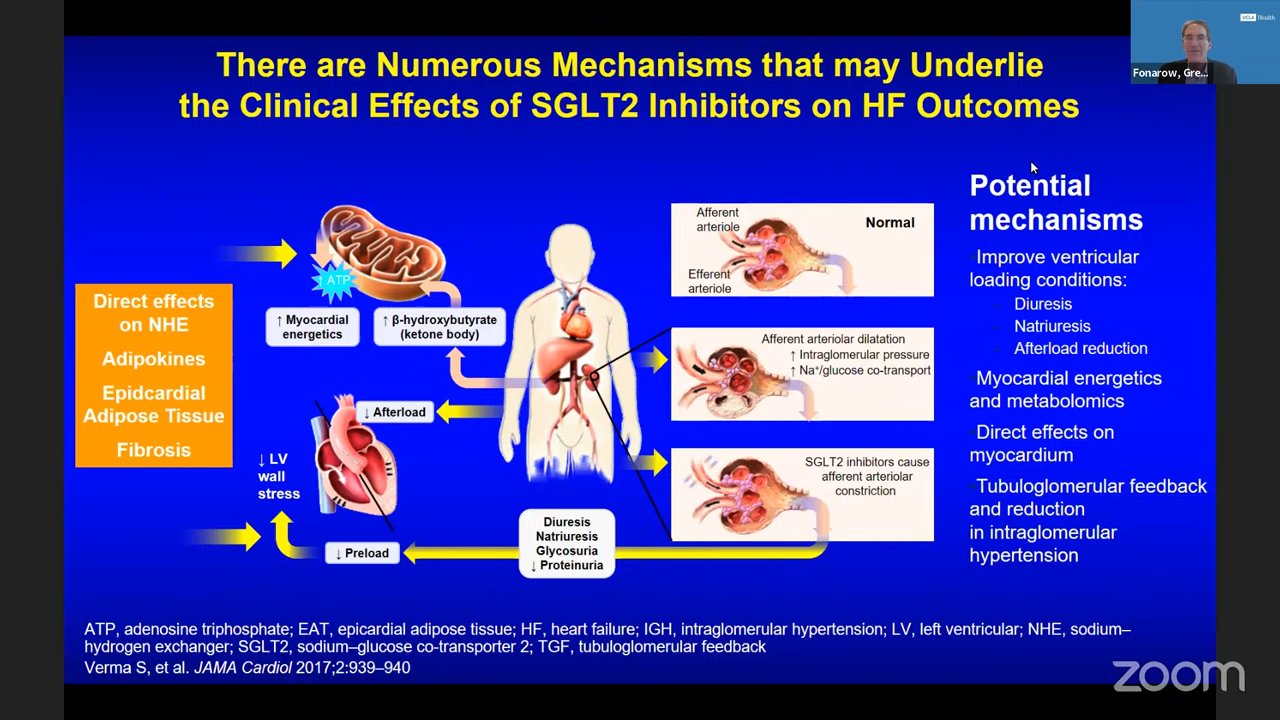 There are Numerous Mechanisms that may Underlie
the Clinical Effects of SGLT2 Inhibitors on HF Outcomes
UCLA Health
Fonarow, Gre...
Direct effects
on NHE
Adipokines
Epidcardial
Adipose Tissue
Fibrosis
ATP
↑ Myocardial
energetics
↑ β-hydroxybutyrate
(ketone body)
↓ Afterload
↓ LV
wall
stress
↓ Preload
Diuresis
Natriuresis
Glycosuria
↓ Proteinuria
Afferent
arteriole
Normal
Efferent
arteriole
Afferent arteriolar dilatation
↑ Intraglomerular pressure
↑ Na⁺/glucose co-transport
SGLT2 inhibitors cause
afferent arteriolar
constriction
Potential
mechanisms
Improve ventricular
loading conditions:
– Diuresis
– Natriuresis
– Afterload reduction
Myocardial energetics
and metabolomics
Direct effects on
myocardium
Tubuloglomerular feedback
and reduction
in intraglomerular
hypertension
ATP, adenosine triphosphate; EAT, epicardial adipose tissue; HF, heart failure; IGH, intraglomerular hypertension; LV, left ventricular; NHE, sodium–
hydrogen exchanger; SGLT2, sodium–glucose co-transporter 2; TGF, tubuloglomerular feedback
Verma S, et al. JAMA Cardiol 2017;2:939–940
zoom